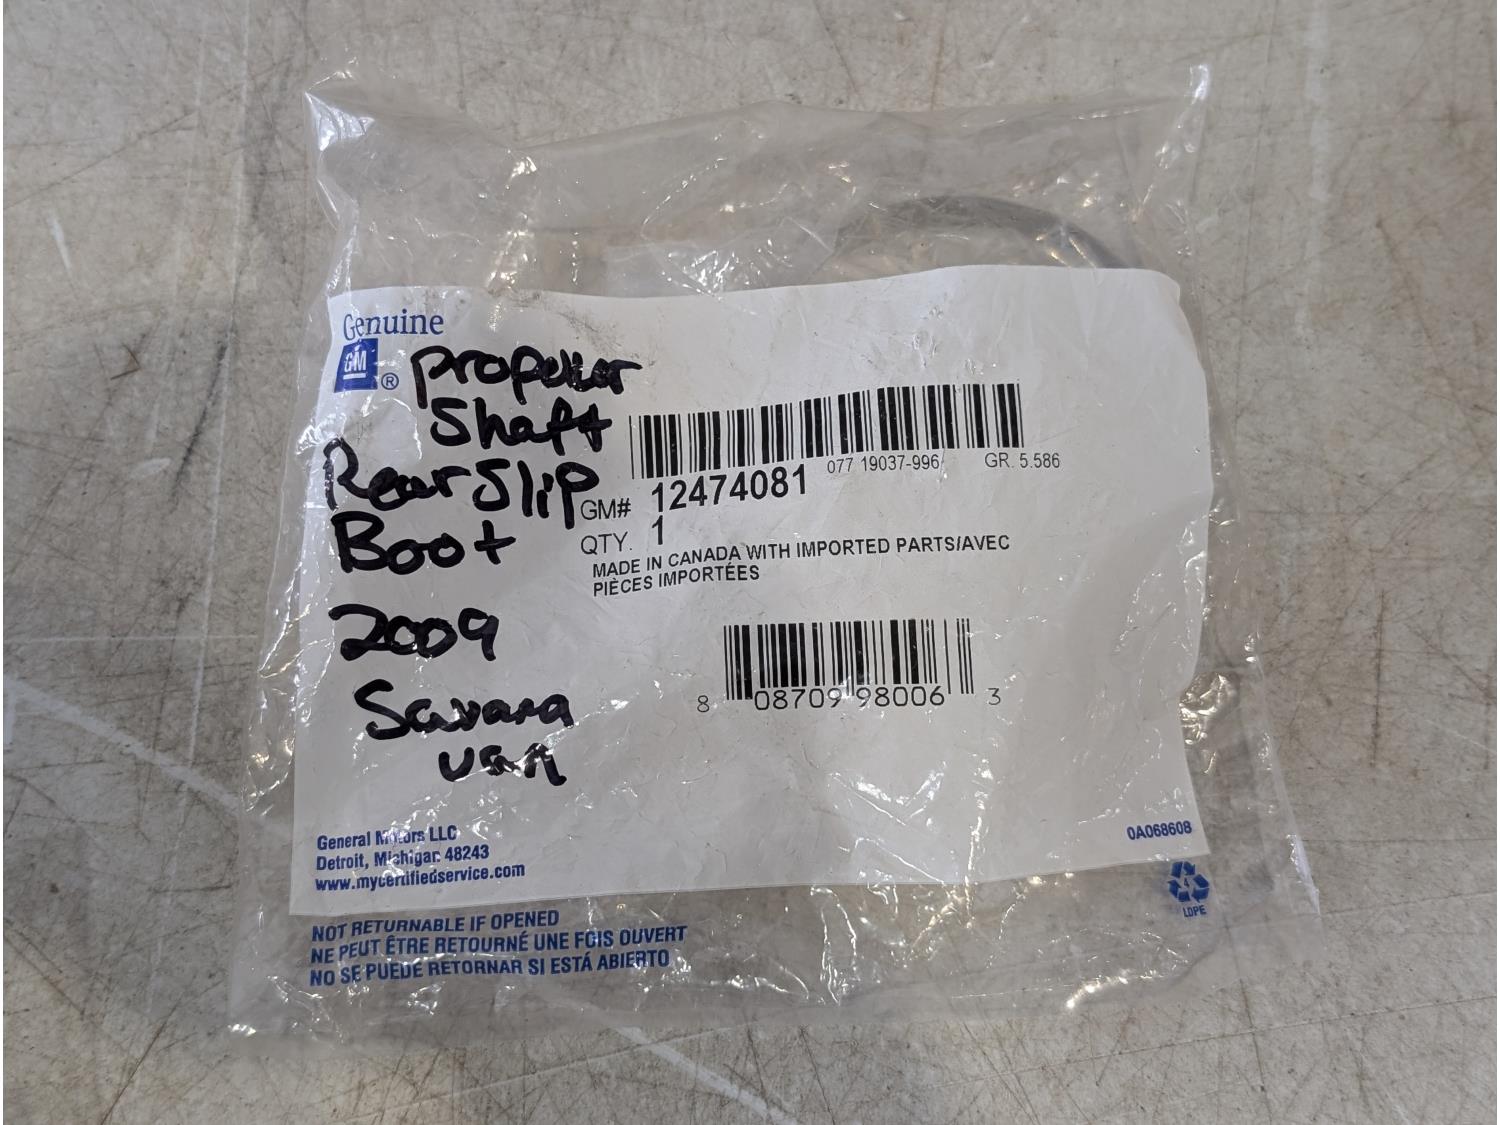 Genuine
GM ®
Propeller
Shaft
Rear Slip
Boot
2009
Savana
van
077 19037-996 GR. 5.586
GM# 12474081
QTY. 1
MADE IN CANADA WITH IMPORTED PARTS/AVEC
PIÈCES IMPORTÉES
8 08709 98006 3
General Motors LLC
Detroit, Michigan 48243
www.mycertifiedservice.com
0A068608
4
LDPE
NOT RETURNABLE IF OPENED
NE PEUT ÊTRE RETOURNÉ UNE FOIS OUVERT
NO SE PUEDE RETORNAR SI ESTÁ ABIERTO